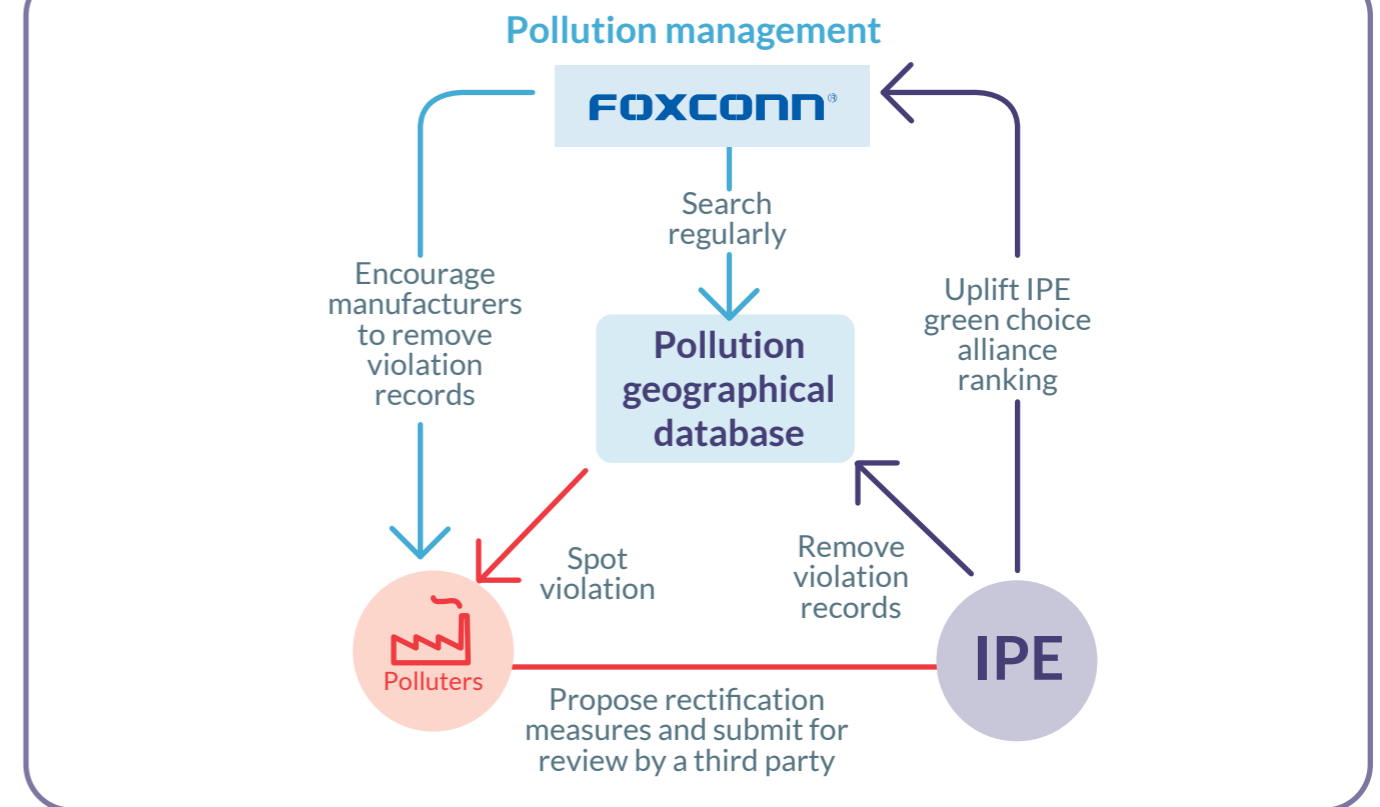 Pollution management
FOXCONN®
Search
regularly
Encourage
manufacturers
to remove
violation
records
Uplift IPE
green choice
alliance
ranking
Pollution
geographical
database
Spot
violation
Remove
violation
records
Polluters
IPE
Propose rectification
measures and submit for
review by a third party